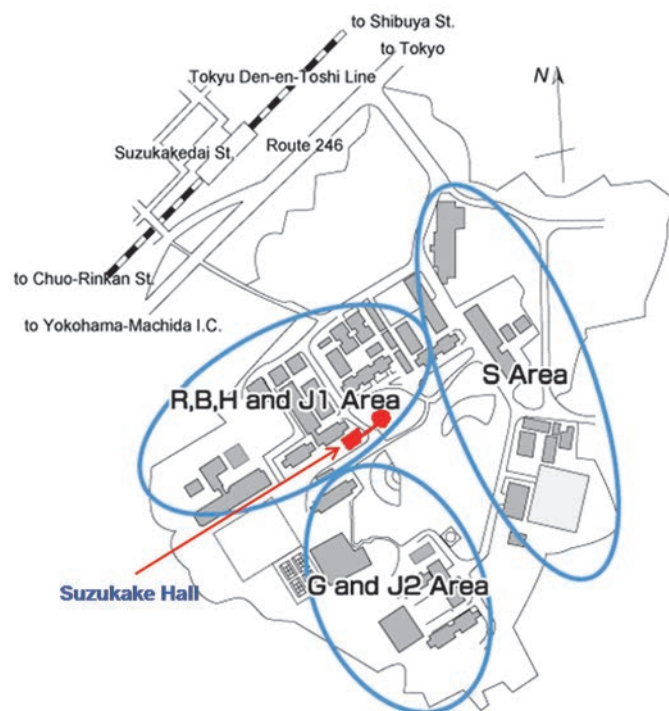 to Shibuya St.
to Tokyo
Tokyu Den-en-Toshi Line
N
Route 246
Suzukakedai St.
to Chuo-Rinkan St.
to Yokohama-Machida I.C.
S Area
R,B,H and J1 Area
G and J2 Area
Suzukake Hall